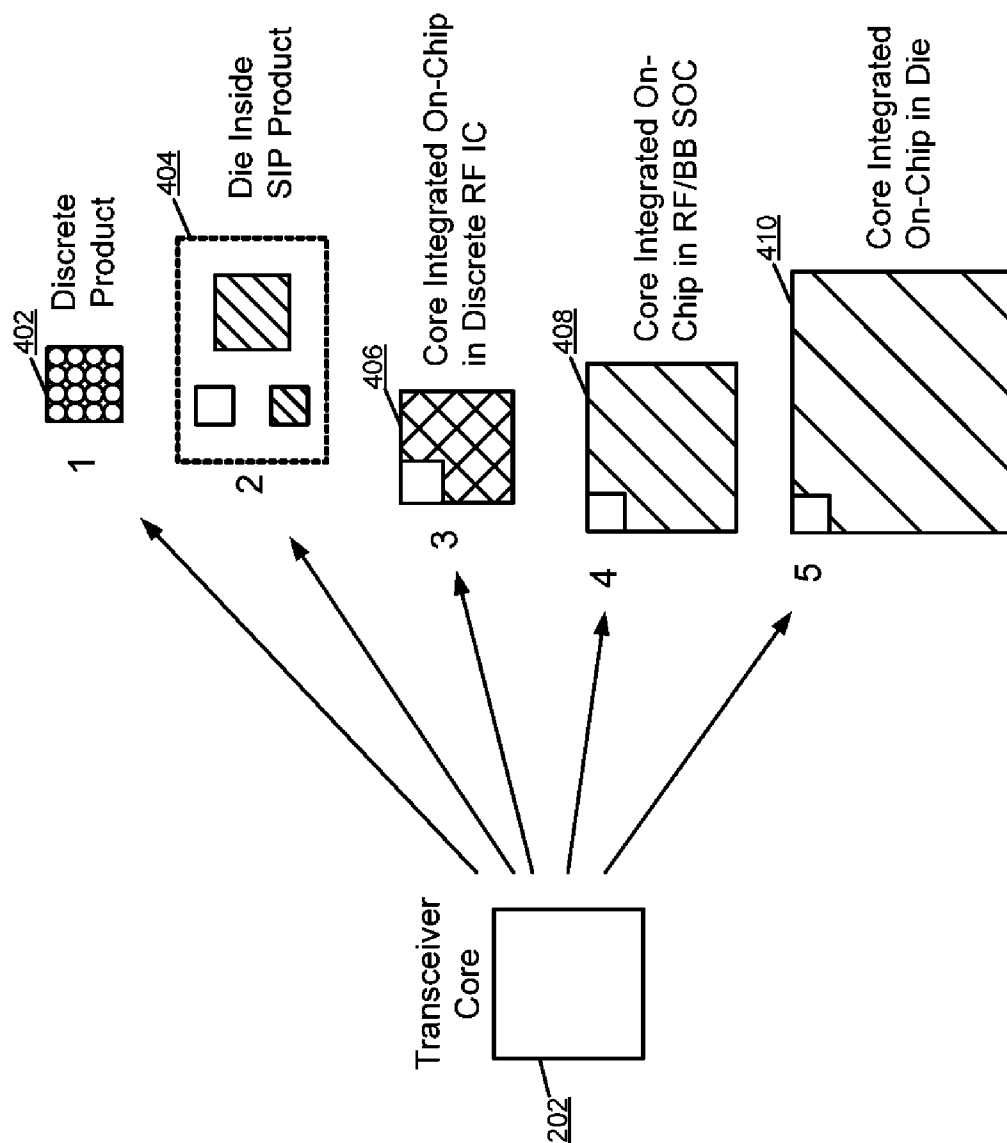 Transceiver
Core
202
1
402
Discrete
Product
2
404
Die Inside
SIP Product
3
406
Core Integrated On-Chip
in Discrete RF IC
4
408
Core Integrated On-
Chip in RF/BB SOC
5
410
Core Integrated
On-Chip in Die